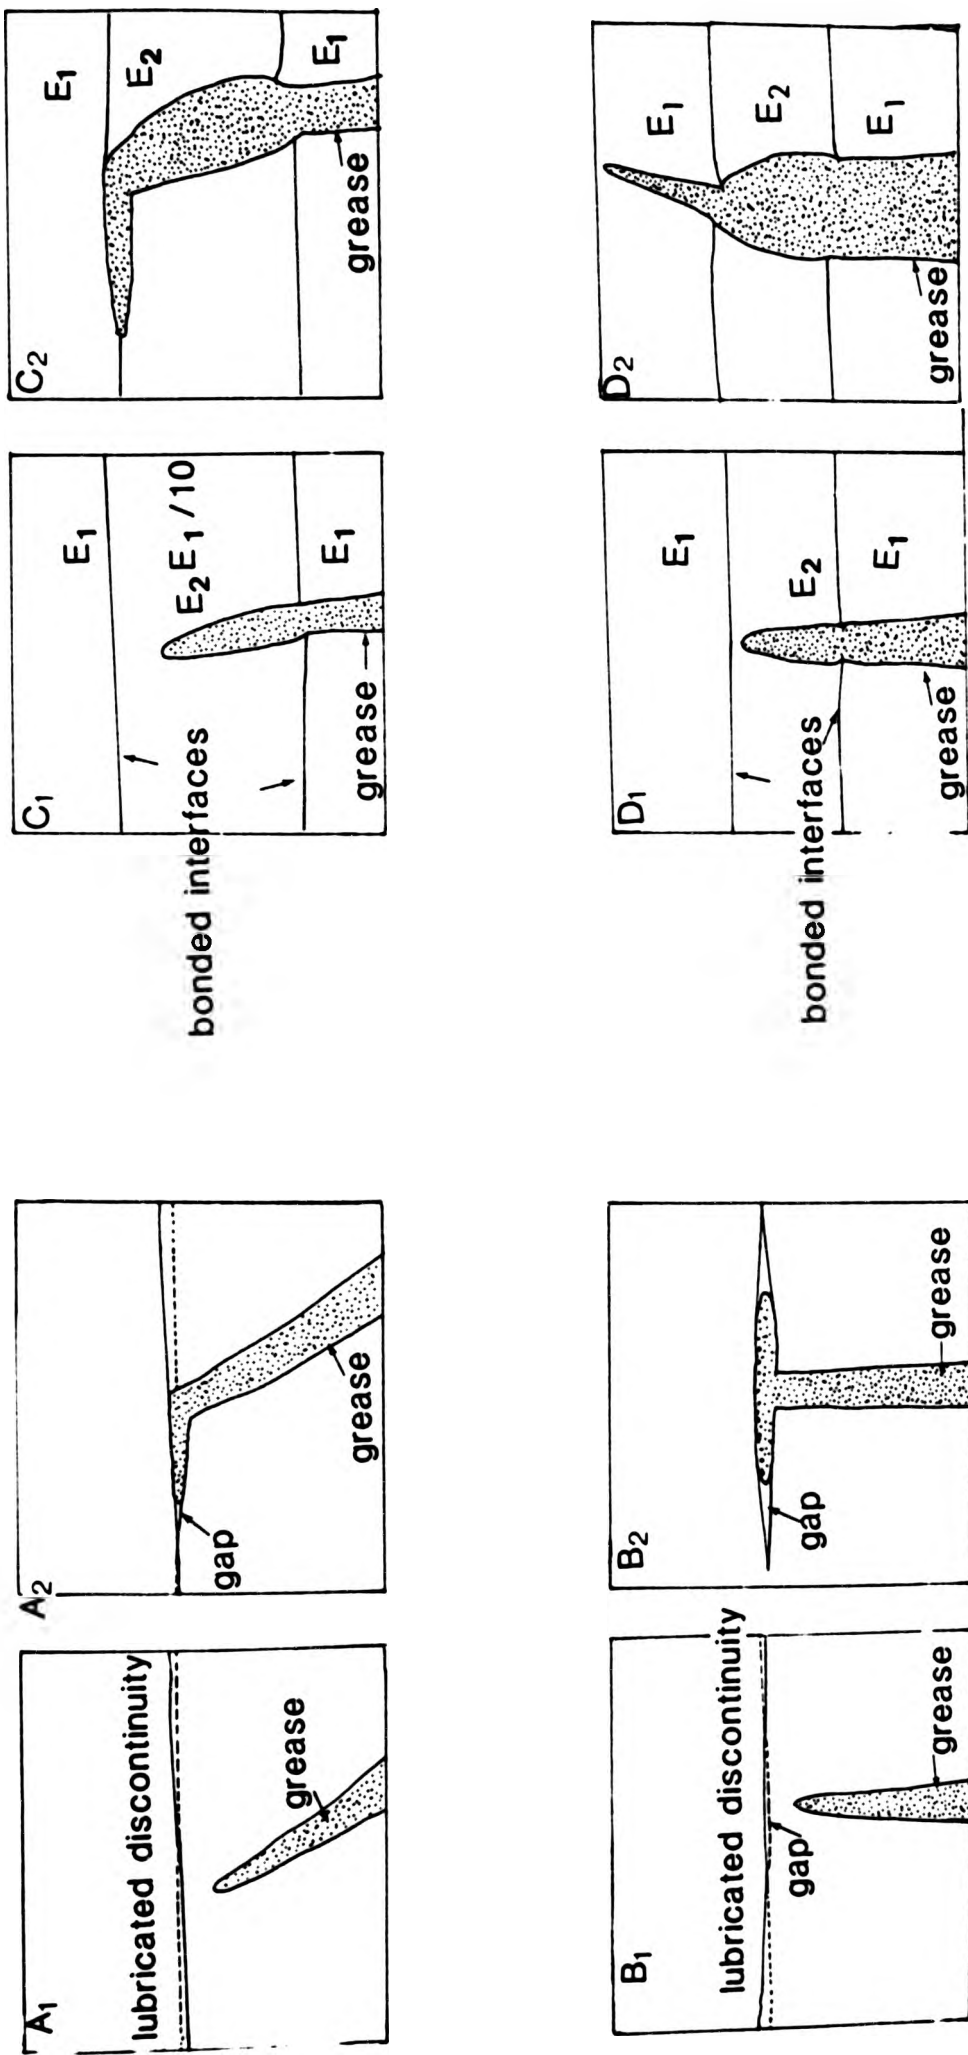 A1
lubricated discontinuity
grease
A2
gap
grease
B1
lubricated discontinuity
gap
grease
B2
gap
grease
C1
E1
E2 E1 /10
E1
bonded interfaces
grease
C2
E1
E2
E1
grease
D1
E1
E2
E1
bonded interfaces
grease
D2
E1
E2
E1
grease